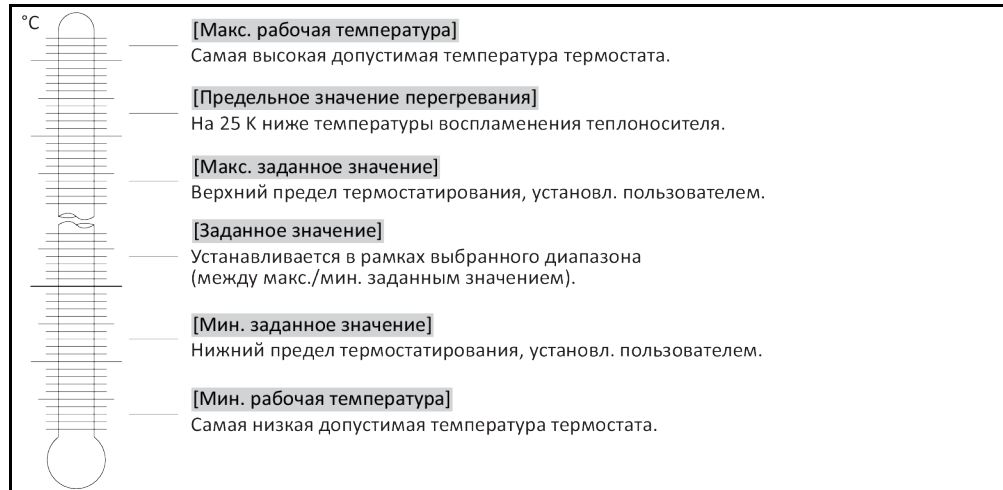 °C
[Макс. рабочая температура]
Самая высокая допустимая температура термостата.
[Предельное значение перегревания]
На 25 K ниже температуры воспламенения теплоносителя.
[Макс. заданное значение]
Верхний предел термостатирования, установл. пользователем.
[Заданное значение]
Устанавливается в рамках выбранного диапазона
(между макс./мин. заданным значением).
[Мин. заданное значение]
Нижний предел термостатирования, установл. пользователем.
[Мин. рабочая температура]
Самая низкая допустимая температура термостата.